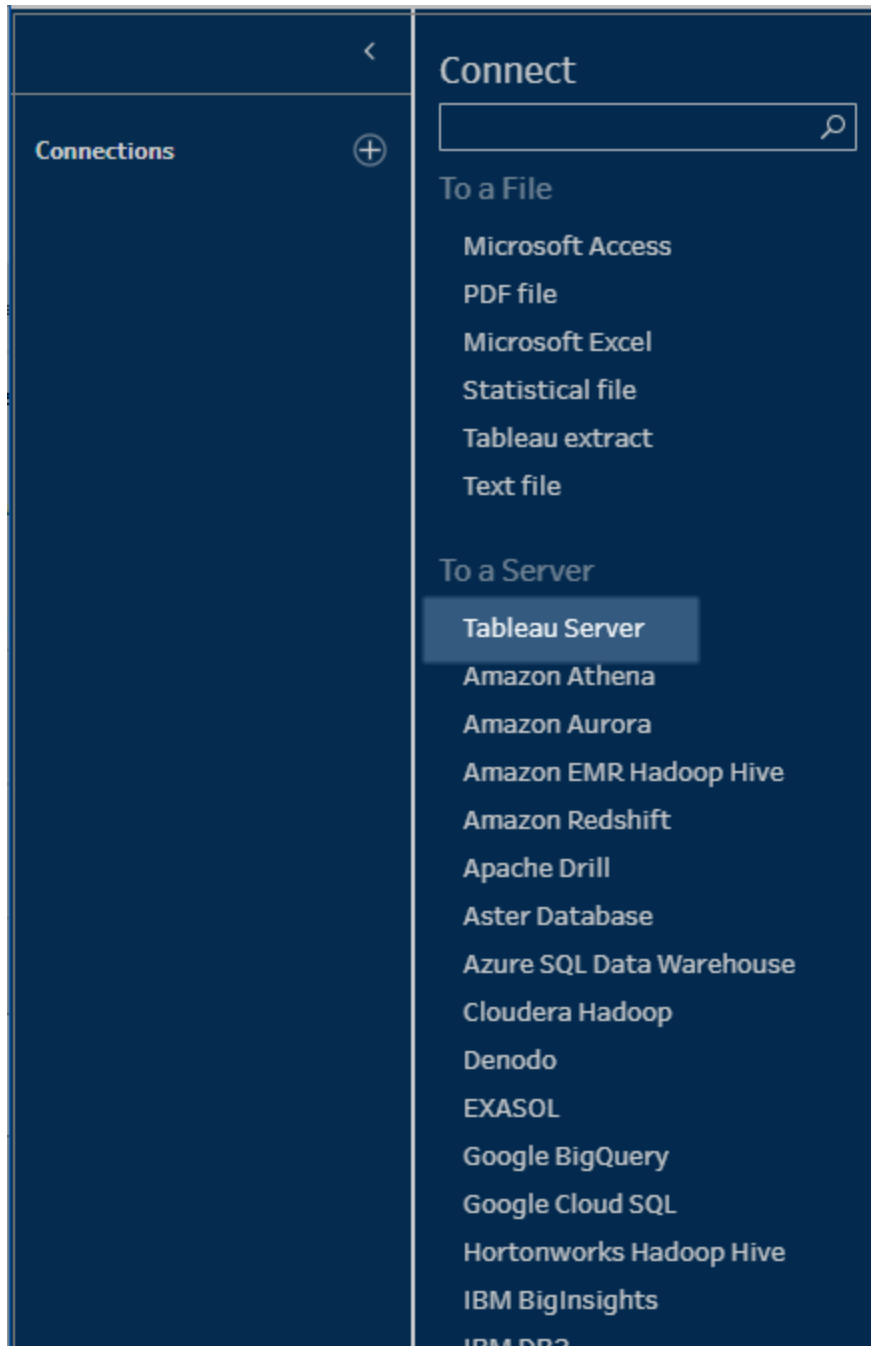 Connections
Connect
To a File
Microsoft Access
PDF file
Microsoft Excel
Statistical file
Tableau extract
Text file
To a Server
Tableau Server
Amazon Athena
Amazon Aurora
Amazon EMR Hadoop Hive
Amazon Redshift
Apache Drill
Aster Database
Azure SQL Data Warehouse
Cloudera Hadoop
Denodo
EXASOL
Google BigQuery
Google Cloud SQL
Hortonworks Hadoop Hive
IBM BigInsights
IBM DB2